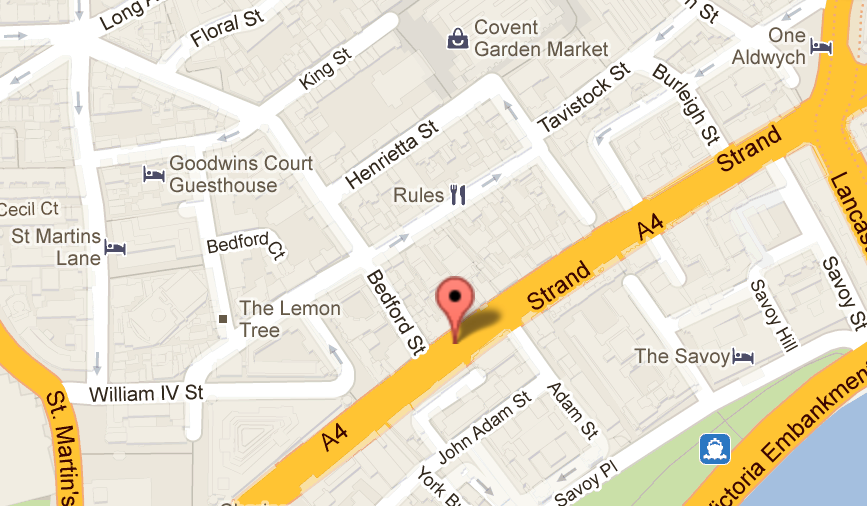 Long
Floral St
St
King St
Covent
Garden Market
One
Aldwych
Tavistock St
Burleigh St
Henrietta St
Strand
Goodwins Court
Guesthouse
Rules
Cecil Ct
St Martins
Lane
Bedford Ct
A4
Strand
Bedford St
The Lemon
Tree
Savoy St
Savoy Hill
The Savoy
William IV St
St. Martin's
A4
John Adam St
Adam St
York
Savoy Pl
Victoria Embankment